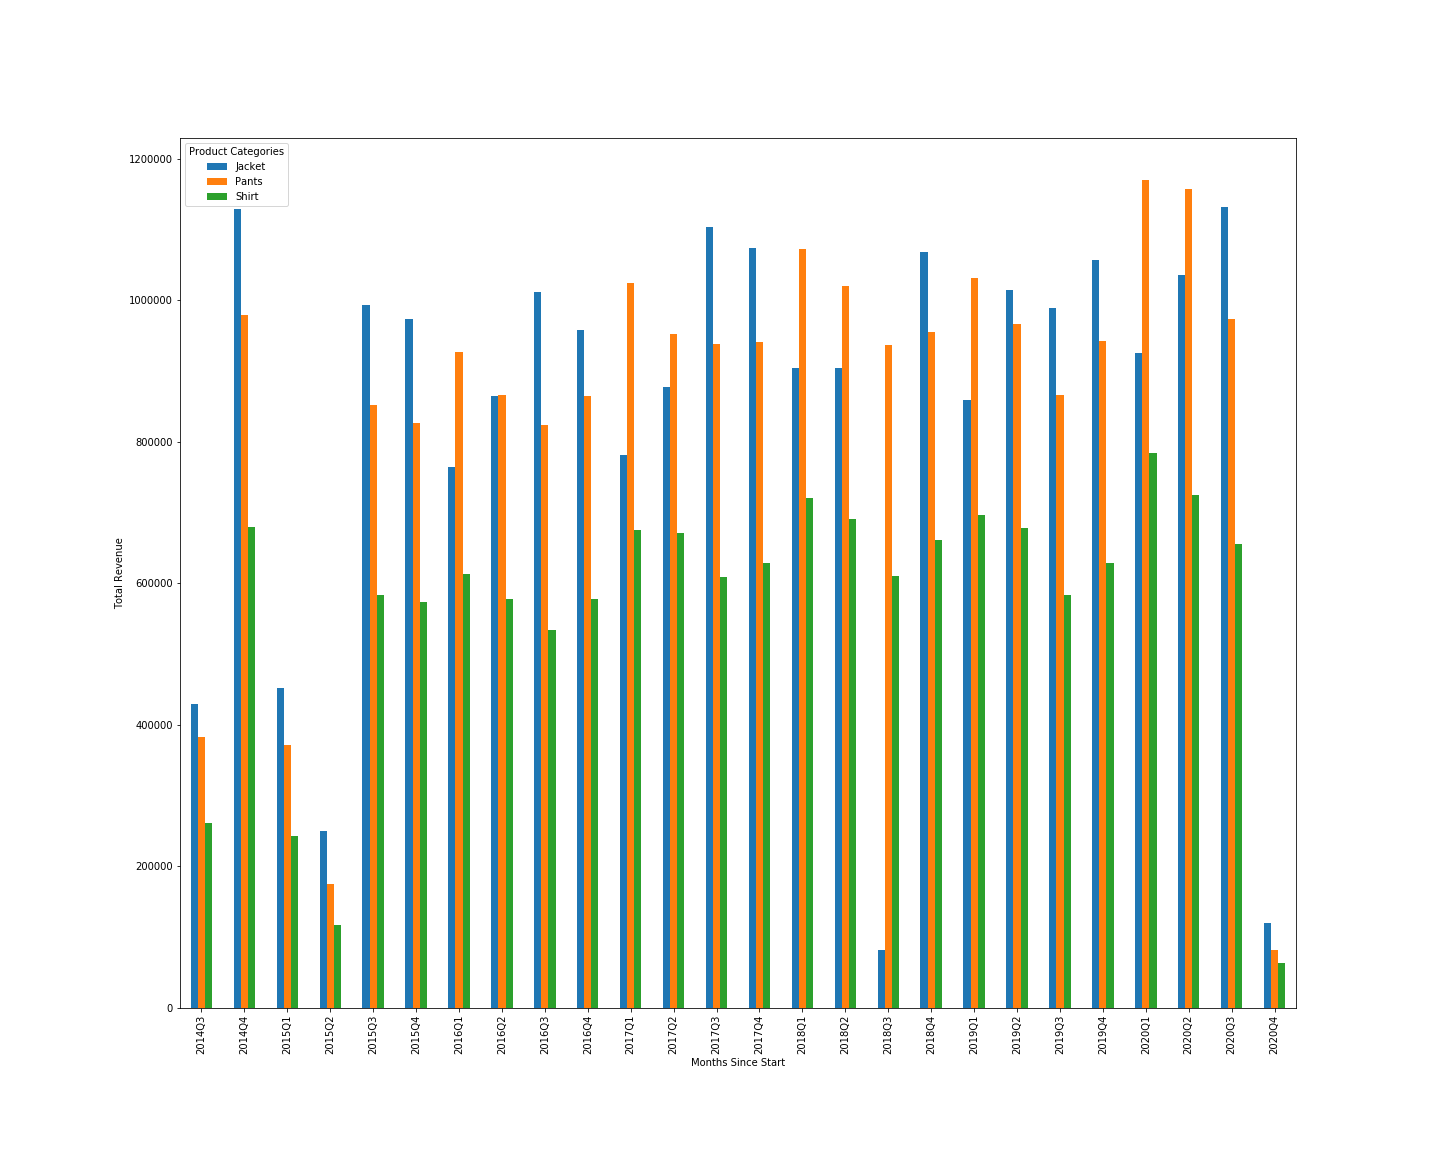 Product Categories
Jacket
Pants
Shirt
1200000
1000000
800000
600000
400000
200000
0
Total Revenue
2014Q3
2014Q4
2015Q1
2015Q2
2015Q3
2015Q4
2016Q1
2016Q2
2016Q3
2016Q4
2017Q1
2017Q2
2017Q3
2017Q4
2018Q1
2018Q2
2018Q3
2018Q4
2019Q1
2019Q2
2019Q3
2019Q4
2020Q1
2020Q2
2020Q3
2020Q4
Months Since Start